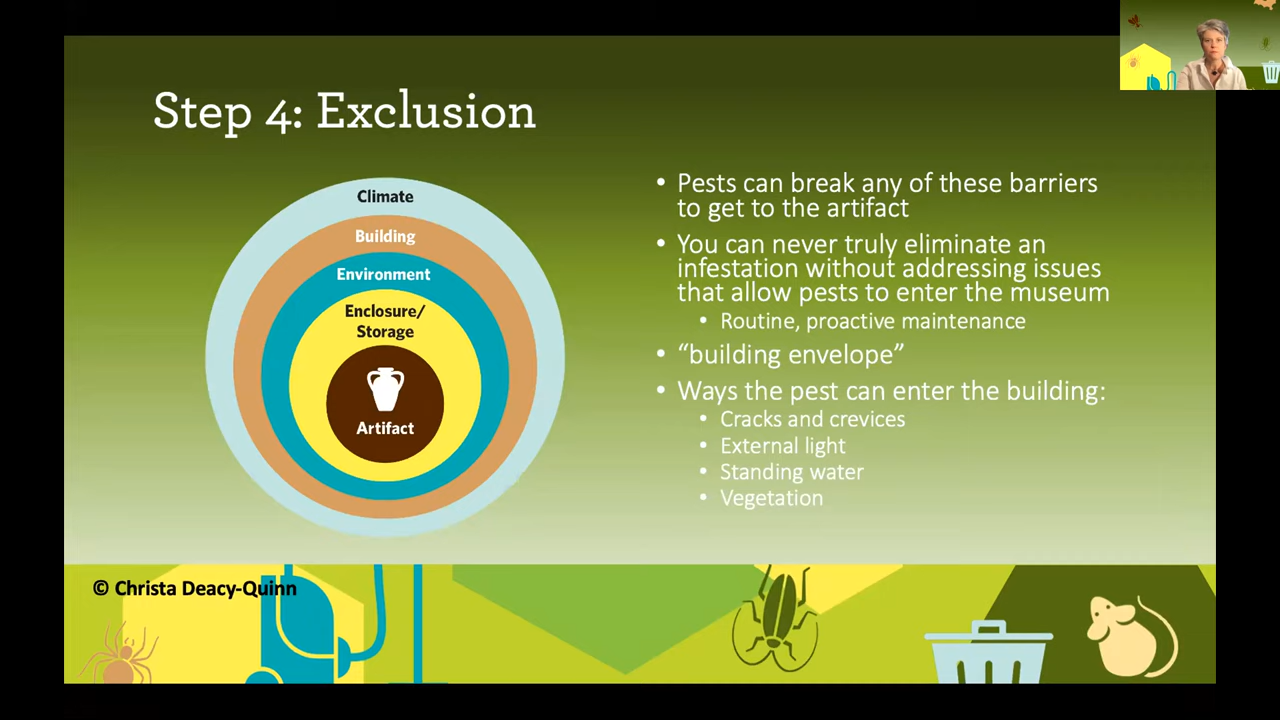 Step 4: Exclusion
Climate
Building
Environment
Enclosure/
Storage
Artifact
• Pests can break any of these barriers
to get to the artifact
• You can never truly eliminate an
infestation without addressing issues
that allow pests to enter the museum
• Routine, proactive maintenance
• “building envelope”
• Ways the pest can enter the building:
• Cracks and crevices
• External light
• Standing water
• Vegetation
© Christa Deacy-Quinn